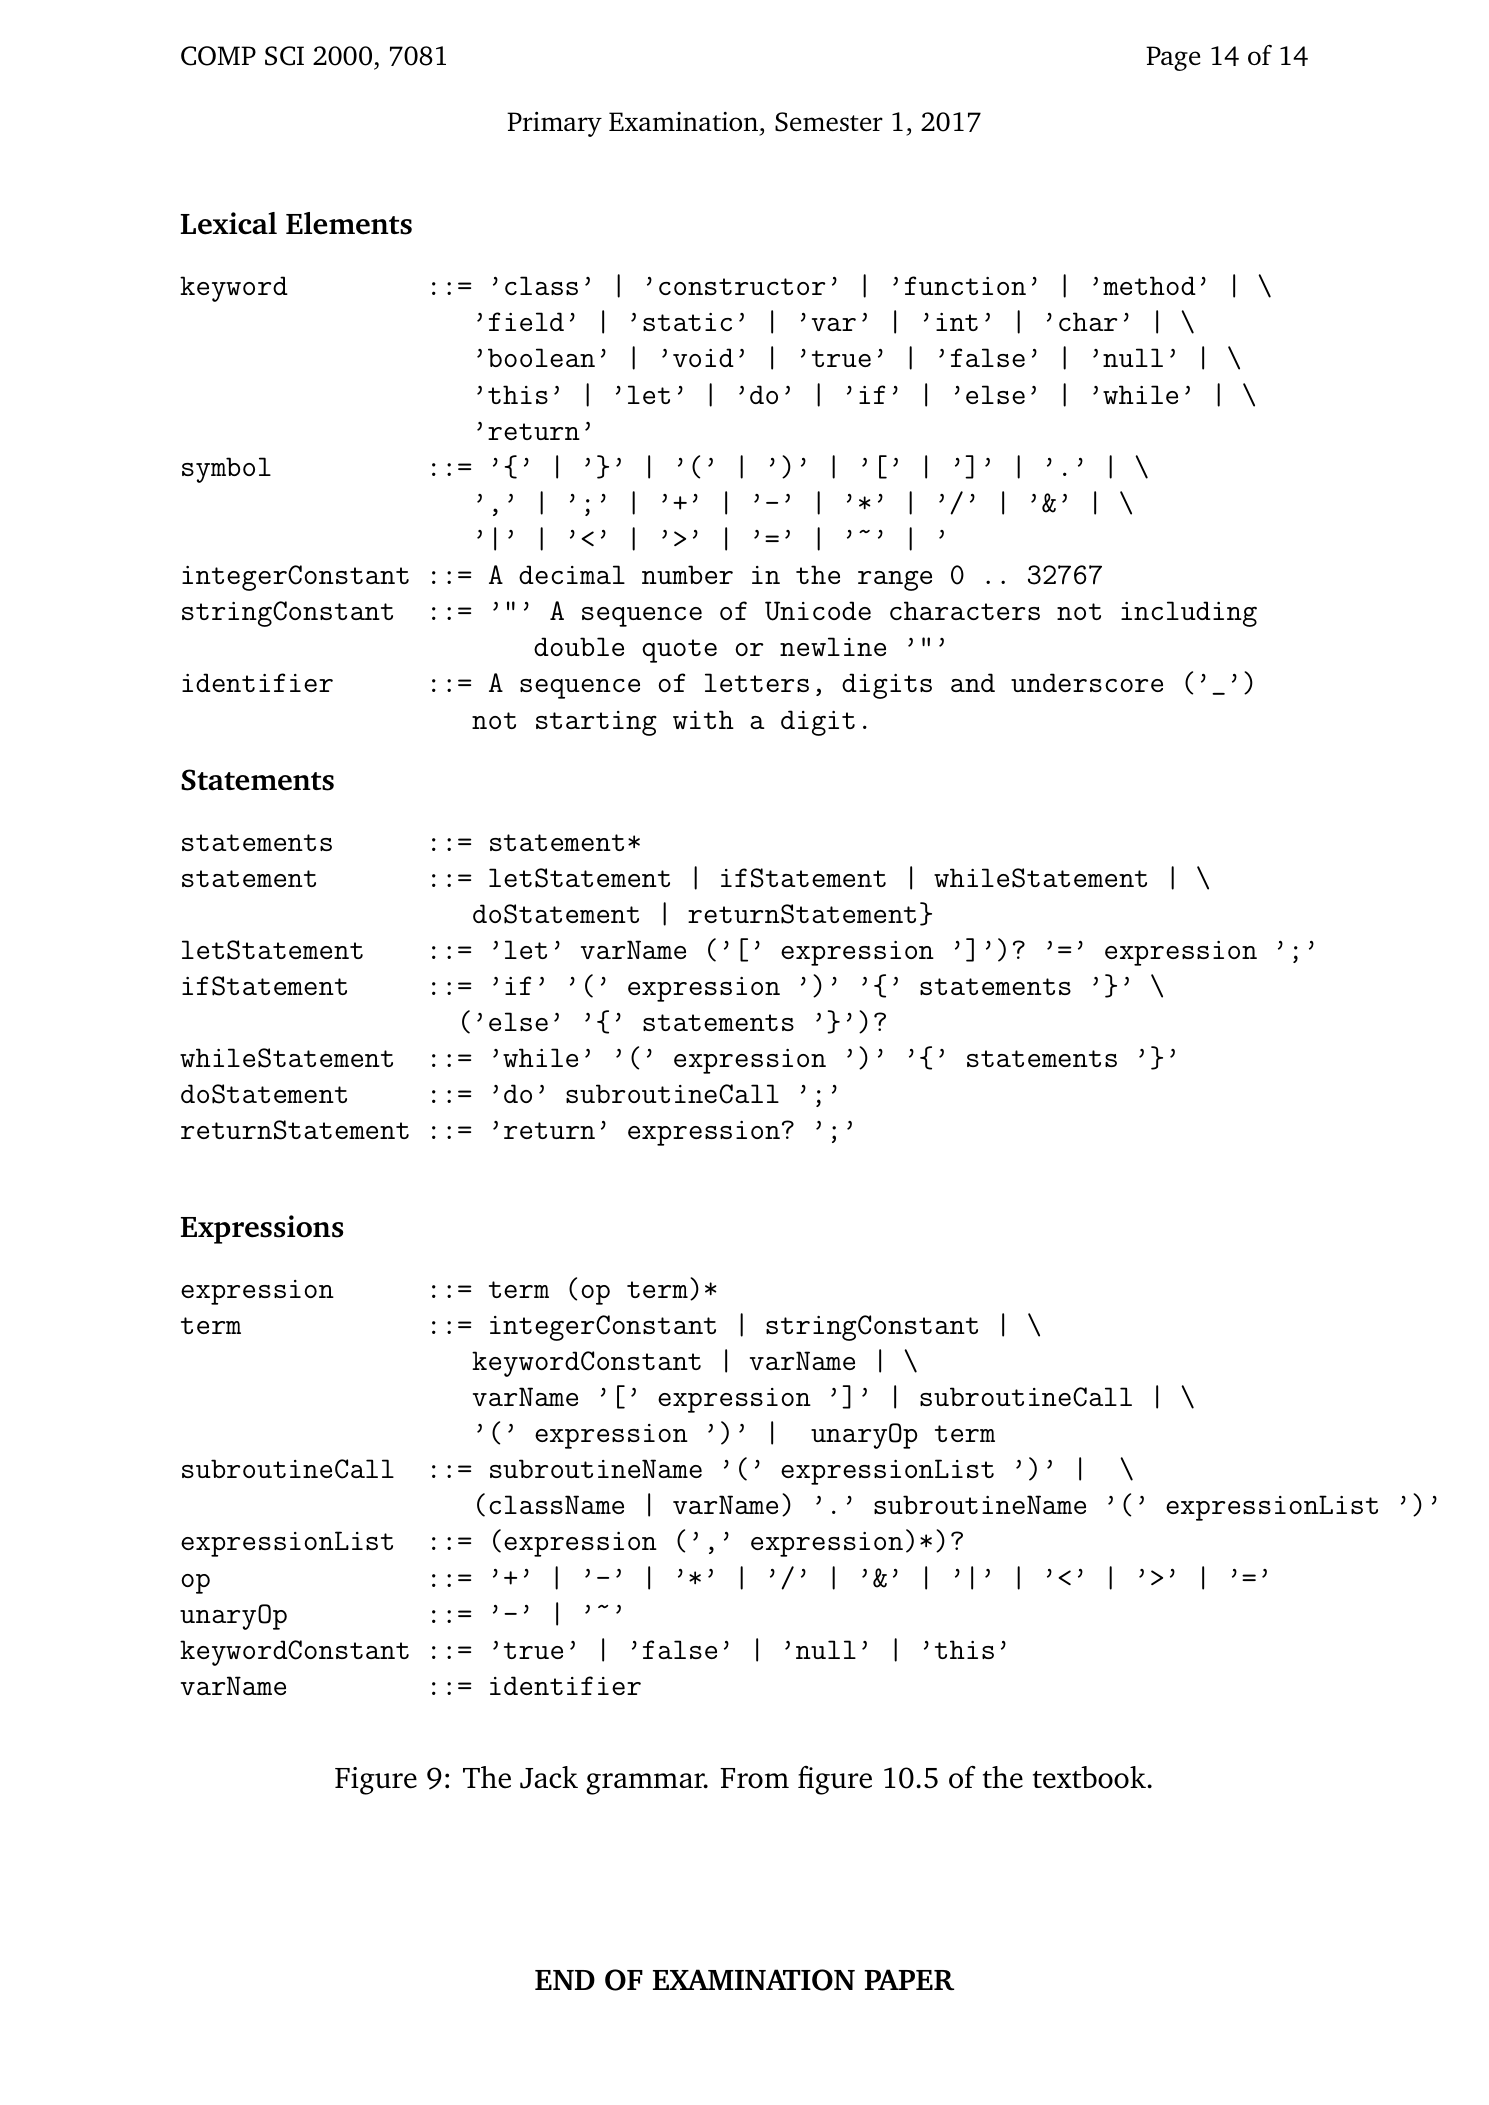 COMP SCI 2000, 7081
Page 14 of 14
Primary Examination, Semester 1, 2017
Lexical Elements
keyword ::= ’class’ | ’constructor’ | ’function’ | ’method’ | \
’field’ | ’static’ | ’var’ | ’int’ | ’char’ | \
’boolean’ | ’void’ | ’true’ | ’false’ | ’null’ | \
’this’ | ’let’ | ’do’ | ’if’ | ’else’ | ’while’ | \
’return’
symbol ::= ’{’ | ’}’ | ’(’ | ’)’ | ’[’ | ’]’ | ’.’ | \
’,’ | ’;’ | ’+’ | ’-’ | ’*’ | ’/’ | ’&’ | \
’|’ | ’<’ | ’>’ | ’=’ | ’~’ | ’
integerConstant ::= A decimal number in the range 0 .. 32767
stringConstant ::= ’"’ A sequence of Unicode characters not including
double quote or newline ’"’
identifier ::= A sequence of letters, digits and underscore (’_’)
not starting with a digit.
Statements
statements ::= statement*
statement ::= letStatement | ifStatement | whileStatement | \
doStatement | returnStatement}
letStatement ::= ’let’ varName (’[’ expression ’]’)? ’=’ expression ’;’
ifStatement ::= ’if’ ’(’ expression ’)’ ’{’ statements ’}’ \
(’else’ ’{’ statements ’}’)?
whileStatement ::= ’while’ ’(’ expression ’)’ ’{’ statements ’}’
doStatement ::= ’do’ subroutineCall ’;’
returnStatement ::= ’return’ expression? ’;’
Expressions
expression ::= term (op term)*
term ::= integerConstant | stringConstant | \
keywordConstant | varName | \
varName ’[’ expression ’]’ | subroutineCall | \
’(’ expression ’)’ | unaryOp term
subroutineCall ::= subroutineName ’(’ expressionList ’)’ | \
(className | varName) ’.’ subroutineName ’(’ expressionList ’)’
expressionList ::= (expression (’,’ expression)*)?
op ::= ’+’ | ’-’ | ’*’ | ’/’ | ’&’ | ’|’ | ’<’ | ’>’ | ’=’
unaryOp ::= ’-’ | ’~’
keywordConstant ::= ’true’ | ’false’ | ’null’ | ’this’
varName ::= identifier
Figure 9: The Jack grammar. From figure 10.5 of the textbook.
END OF EXAMINATION PAPER